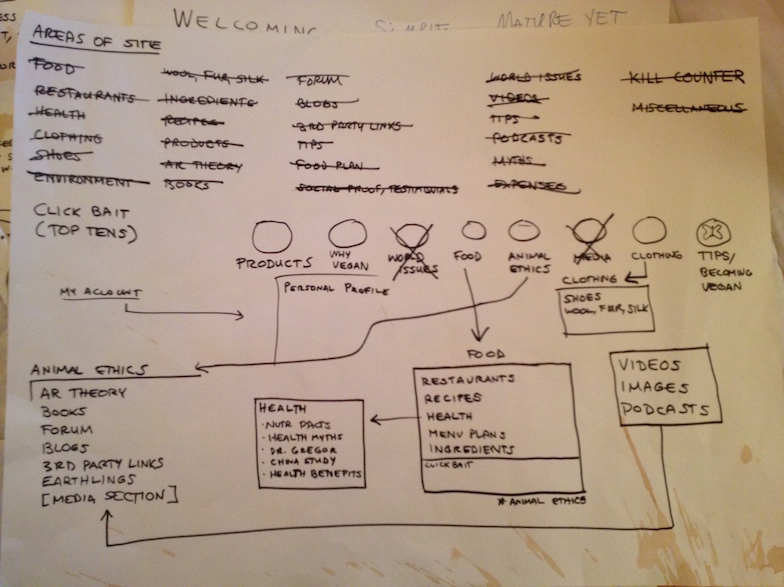 WELCOMING SIMPLE MATURE YET
AREAS OF SITE
FOOD
RESTAURANTS
HEALTH
CLOTHING
SHOES
ENVIRONMENT
CLICK BAIT
(TOP TENS)
WOOL, FUR, SILK
INGREDIENTS
RECIPES
PRODUCTS
AR THEORY
BOOKS
FORUM
BLOGS
3RD PARTY LINKS
TIPS
FOOD PLAN
SOCIAL PROOF, TESTIMONIALS
WORLD ISSUES
VIDEOS
TIPS
PODCASTS
MYTHS
EXPENSES
KILL COUNTER
MISCELLANEOUS
PRODUCTS
WHY
VEGAN
WORLD
ISSUES
FOOD
ANIMAL
ETHICS
MEDIA
CLOTHING
TIPS/
BECOMING
VEGAN
MY ACCOUNT
PERSONAL PROFILE
CLOTHING
SHOES
WOOL, FUR, SILK
ANIMAL ETHICS
AR THEORY
BOOKS
FORUM
BLOGS
3RD PARTY LINKS
EARTHLINGS
[MEDIA SECTION]
HEALTH
· NUTR FACTS
· HEALTH MYTHS
· DR. GREGOR
· CHINA STUDY
· HEALTH BENEFITS
FOOD
RESTAURANTS
RECIPES
HEALTH
MENU PLANS
INGREDIENTS
CLICKBAIT
* ANIMAL ETHICS
VIDEOS
IMAGES
PODCASTS